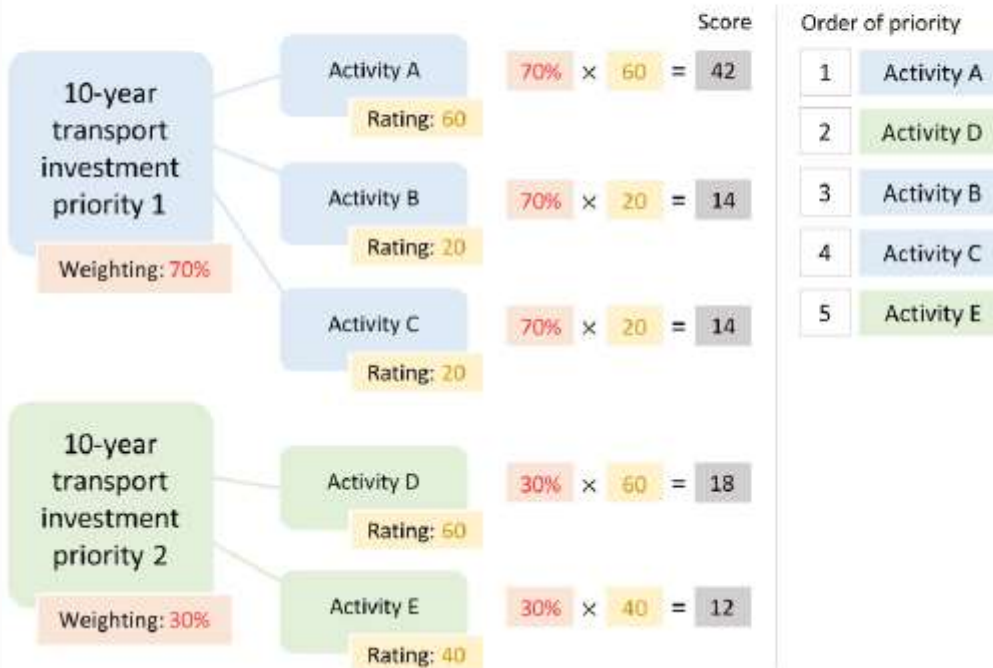 Score
Order of priority
10-year
transport
investment
priority 1
Weighting: 70%
Activity A
Rating: 60
70% × 60 = 42
Activity B
Rating: 20
70% × 20 = 14
Activity C
Rating: 20
70% × 20 = 14
10-year
transport
investment
priority 2
Weighting: 30%
Activity D
Rating: 60
30% × 60 = 18
Activity E
Rating: 40
30% × 40 = 12
1 Activity A
2 Activity D
3 Activity B
4 Activity C
5 Activity E